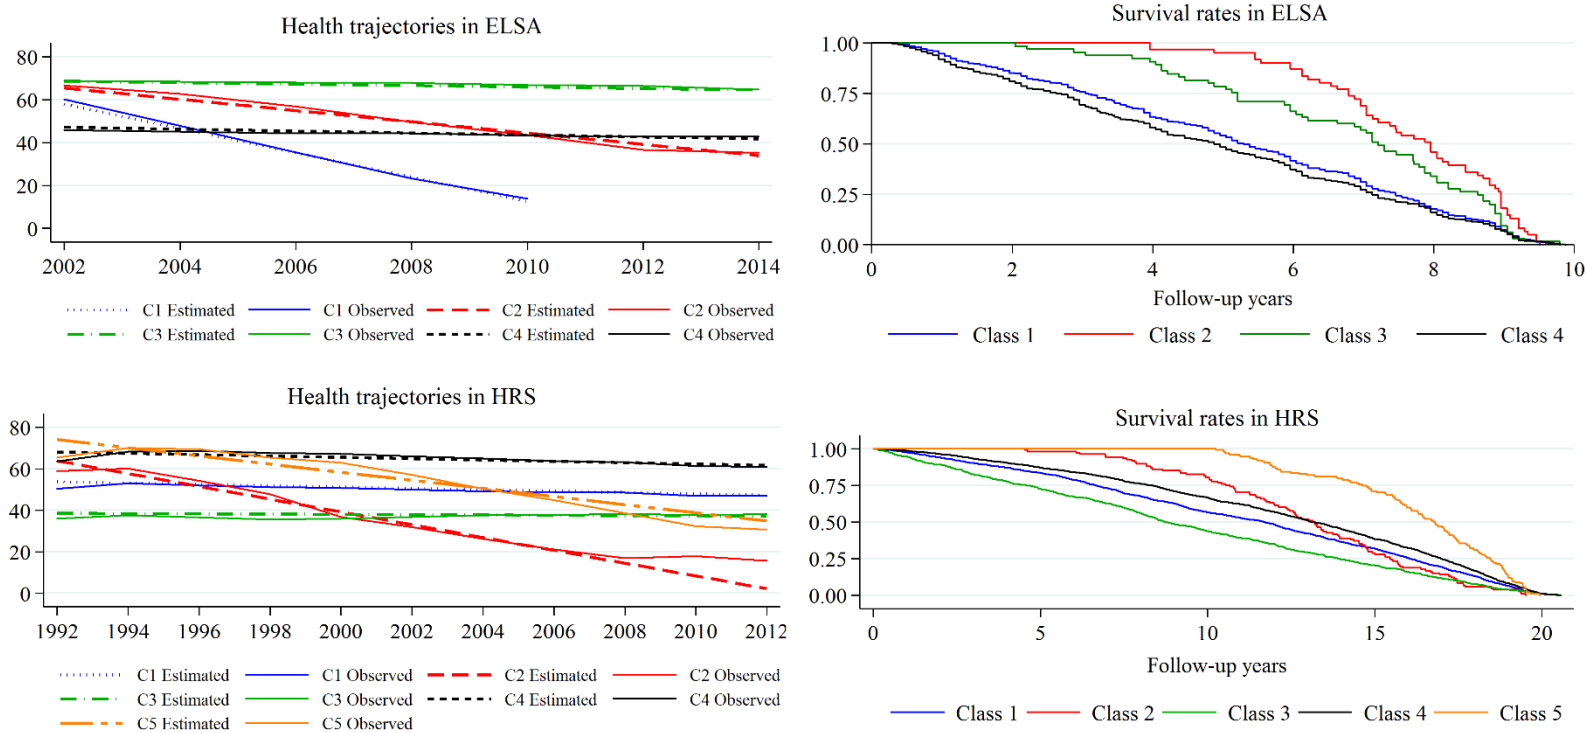 Health trajectories in ELSA
80
60
40
20
0
2002 2004 2006 2008 2010 2012 2014
C1 Estimated C1 Observed C2 Estimated C2 Observed
C3 Estimated C3 Observed C4 Estimated C4 Observed
Survival rates in ELSA
1.00
0.75
0.50
0.25
0.00
0 2 4 6 8 10
Follow-up years
Class 1 Class 2 Class 3 Class 4
Health trajectories in HRS
80
60
40
20
0
1992 1994 1996 1998 2000 2002 2004 2006 2008 2010 2012
C1 Estimated C1 Observed C2 Estimated C2 Observed
C3 Estimated C3 Observed C4 Estimated C4 Observed
C5 Estimated C5 Observed
Survival rates in HRS
1.00
0.75
0.50
0.25
0.00
0 5 10 15 20
Follow-up years
Class 1 Class 2 Class 3 Class 4 Class 5